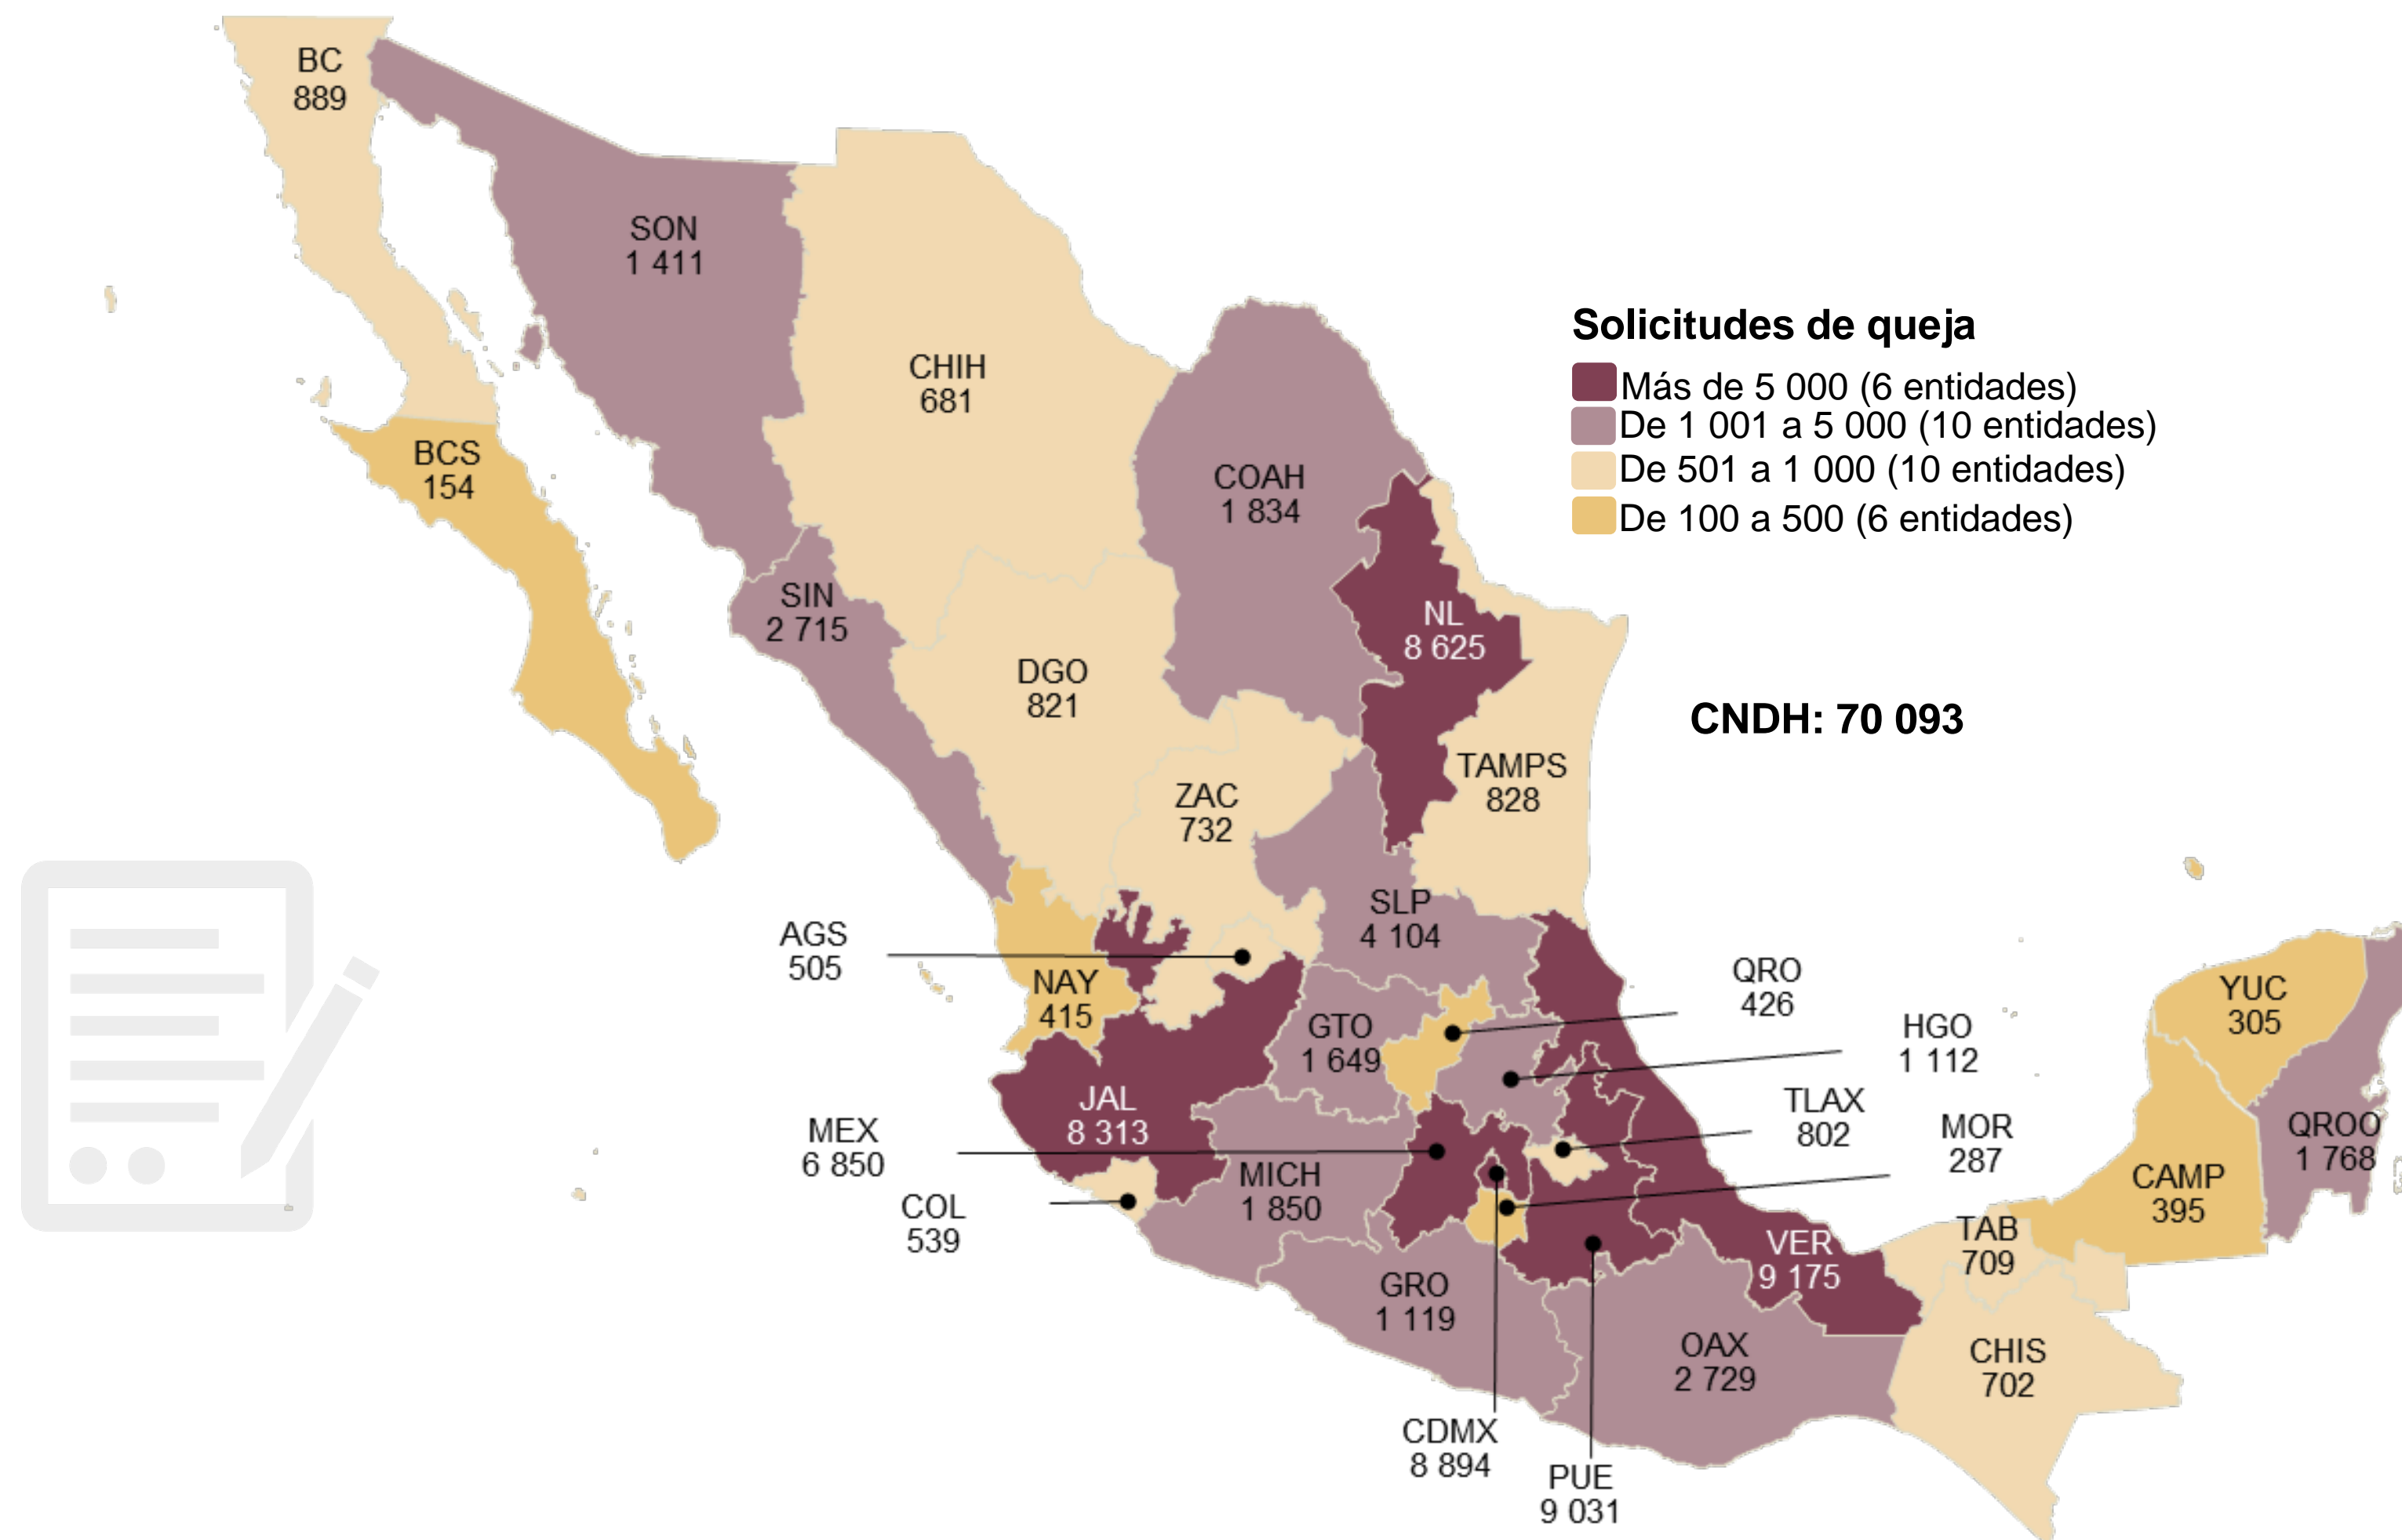 BC
889
SON
1 411
CHIH
681
BCS
154
COAH
1 834
Solicitudes de queja
Más de 5 000 (6 entidades)
De 1 001 a 5 000 (10 entidades)
De 501 a 1 000 (10 entidades)
De 100 a 500 (6 entidades)
SIN
2 715
NL
8 625
DGO
821
CNDH: 70 093
TAMPS
828
ZAC
732
SLP
4 104
AGS
505
NAY
415
QRO
426
YUC
305
GTO
1 649
HGO
1 112
JAL
8 313
TLAX
802
MEX
6 850
MOR
287
QROO
1 768
MICH
1 850
CAMP
395
COL
539
TAB
709
VER
9 175
GRO
1 119
OAX
2 729
CHIS
702
CDMX
8 894
PUE
9 031